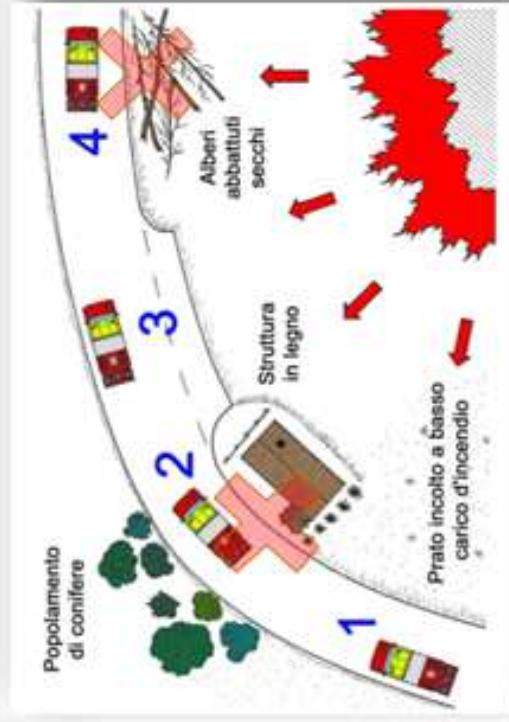 Popolamento
di conifere
1
2
3
4
Struttura
in legno
Alberi
abbattuti
secchi
Prato incolto a basso
carico d'incendio